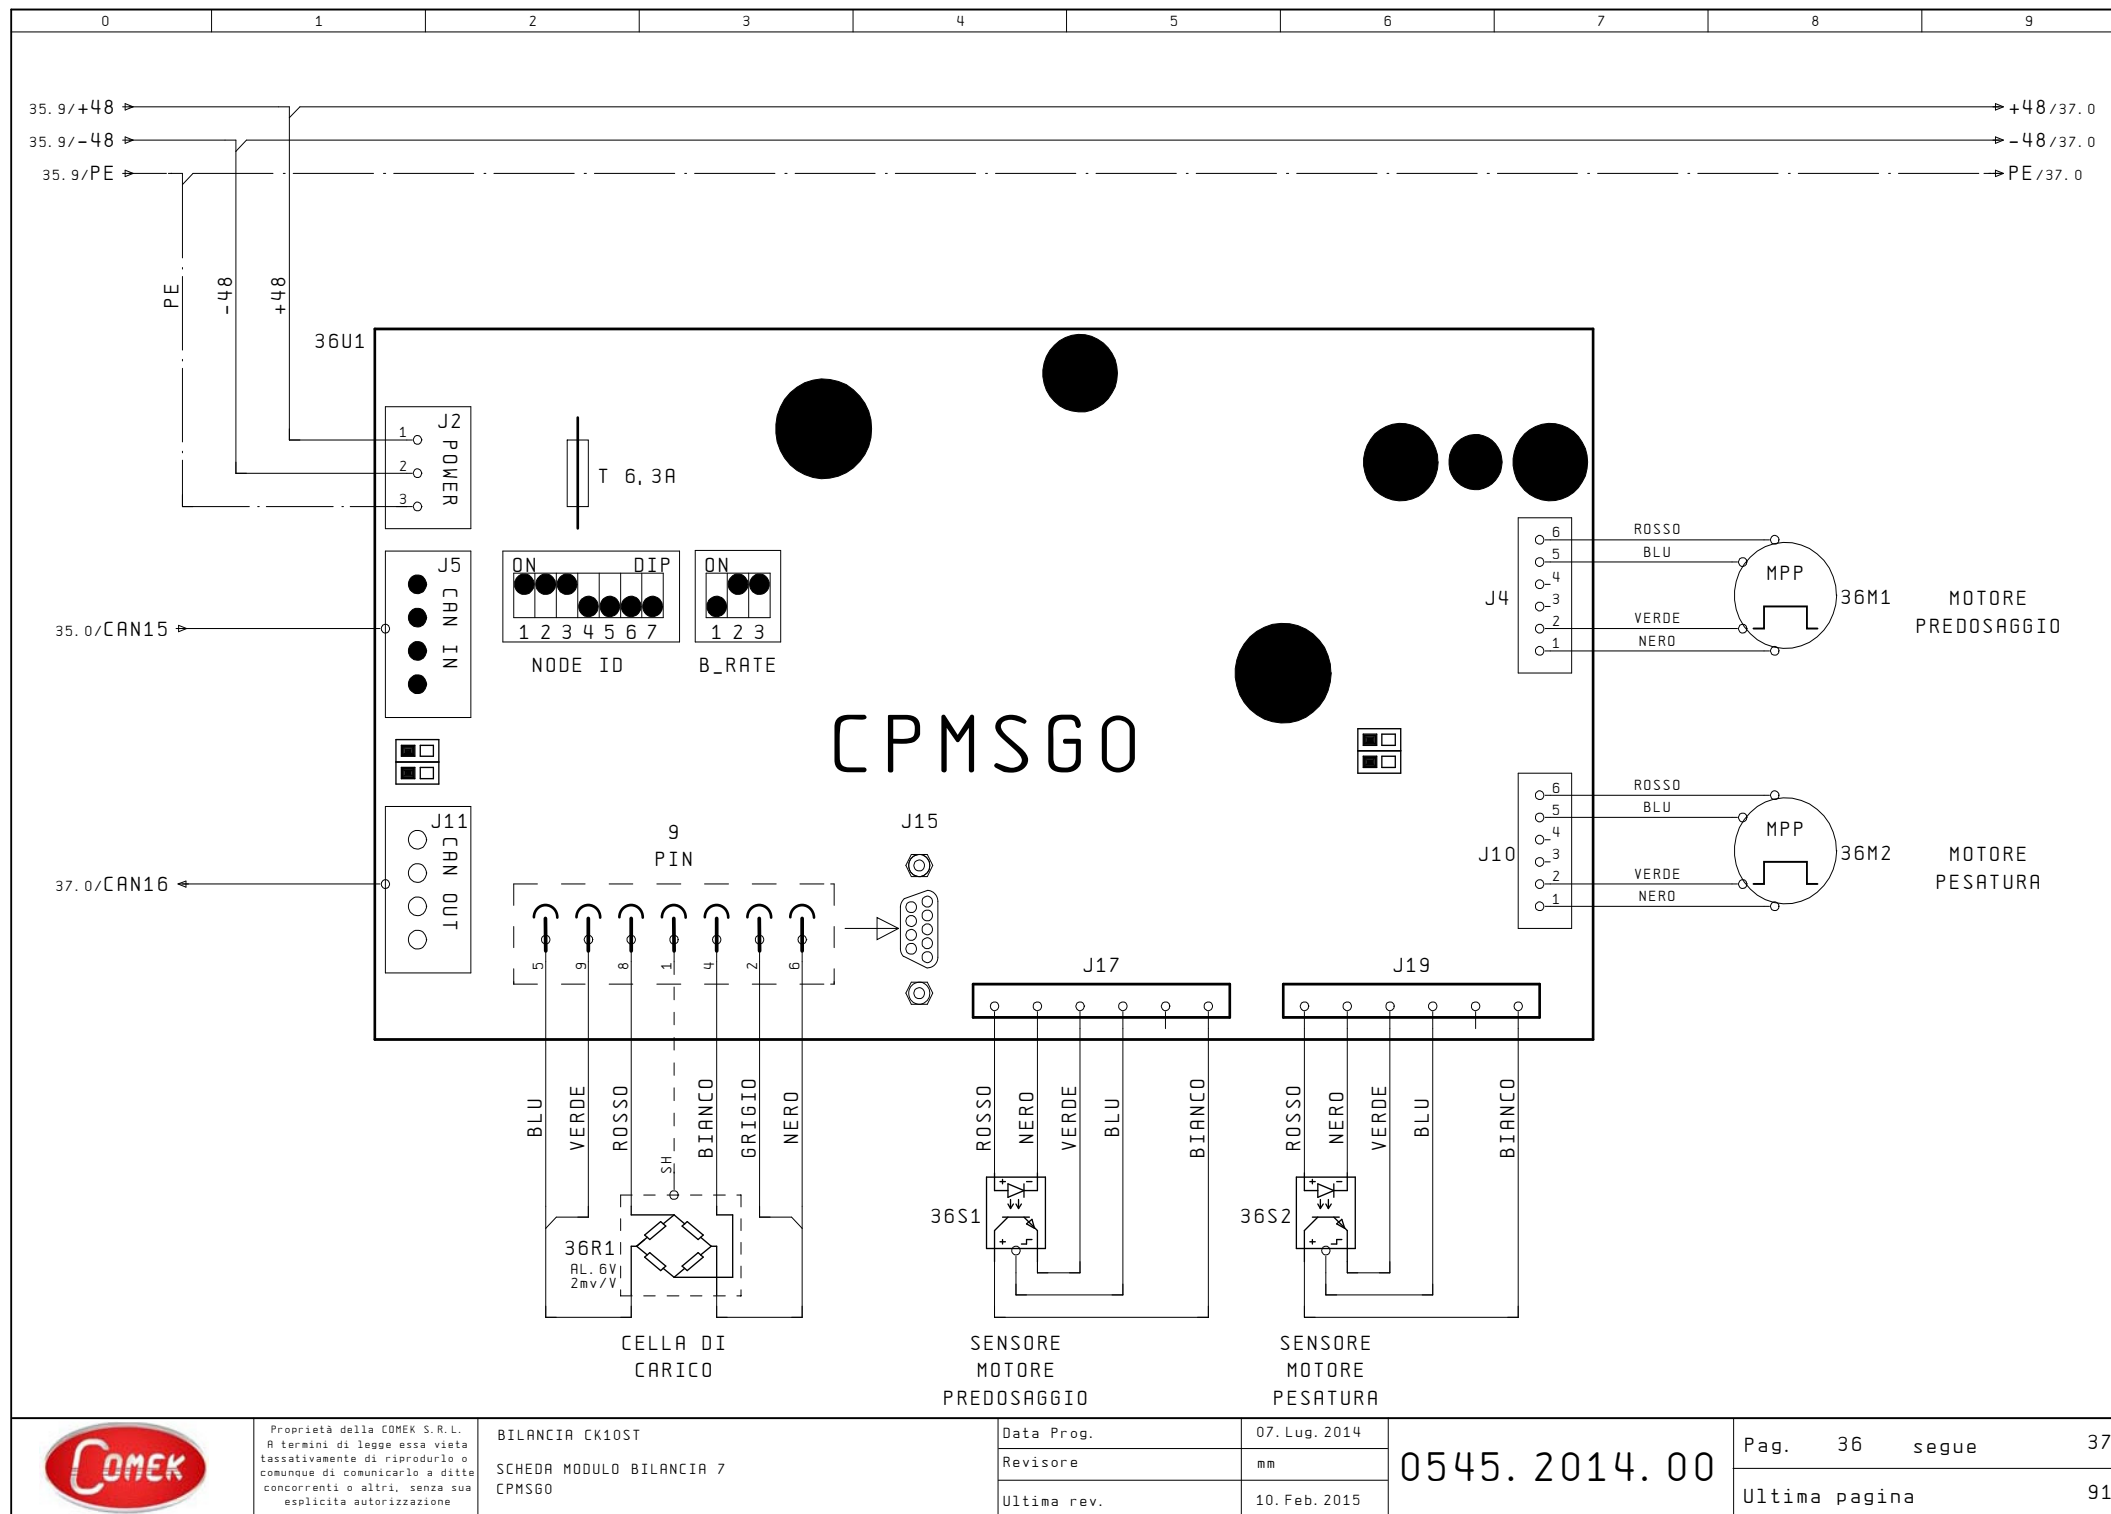 0 1 2 3 4 5 6 7 8 9
35.9/+48 +48/37.0
35.9/-48 -48/37.0
35.9/PE PE/37.0
PE
-48
+48
36U1
J2
POWER
1
2
3
T 6,3A
J5
CAN IN
35.0/CAN15
ON DIP
1 2 3 4 5 6 7
NODE ID
ON
1 2 3
B_RATE
CPMSGO
J4
6 ROSSO
5 BLU
4
3
2 VERDE
1 NERO
MPP
36M1
MOTORE
PREDOSAGGIO
J10
6 ROSSO
5 BLU
4
3
2 VERDE
1 NERO
MPP
36M2
MOTORE
PESATURA
J11
CAN OUT
37.0/CAN16
9
PIN
J15
5 9 8 1 4 2 6
J17
J19
BLU
VERDE
ROSSO
SH
BIANCO
GRIGIO
NERO
ROSSO
NERO
VERDE
BLU
BIANCO
ROSSO
NERO
VERDE
BLU
BIANCO
36R1
AL.6V
2mv/V
36S1
+ -
+
36S2
+ -
+
CELLA DI
CARICO
SENSORE
MOTORE
PREDOSAGGIO
SENSORE
MOTORE
PESATURA
COMEK
Proprietà della COMEK S.R.L.
A termini di legge essa vieta
tassativamente di riprodurlo o
comunque di comunicarlo a ditte
concorrenti o altri, senza sua
esplicita autorizzazione
BILANCIA CK10ST
SCHEDA MODULO BILANCIA 7
CPMSGO
Data Prog. 07.Lug.2014
Revisore mm
Ultima rev. 10.Feb.2015
0545.2014.00
Pag. 36 segue 37
Ultima pagina 91